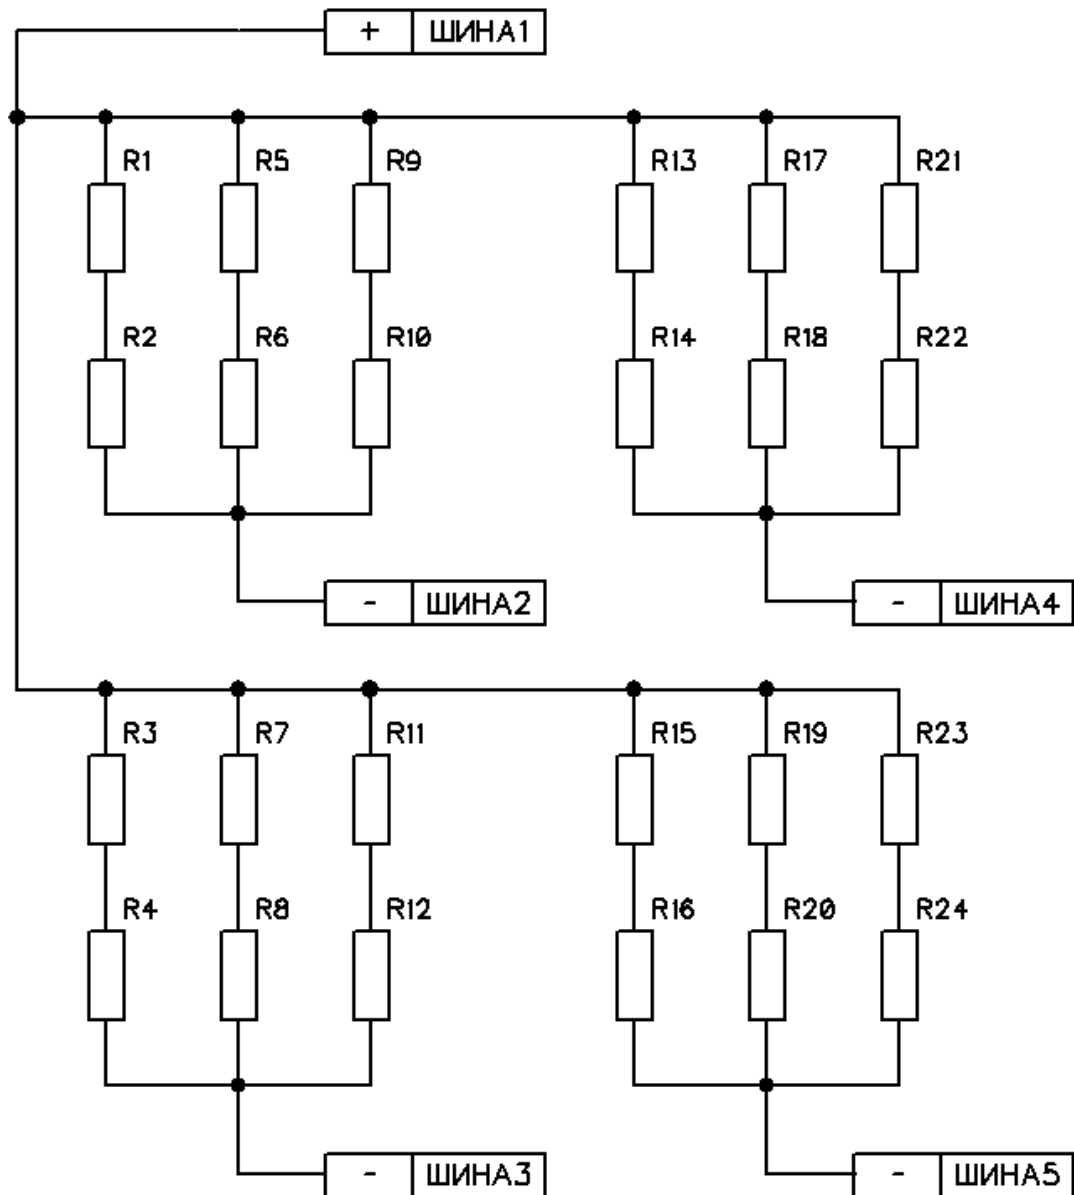 + ШИНА1
R1 R5 R9 R13 R17 R21
R2 R6 R10 R14 R18 R22
- ШИНА2 - ШИНА4
R3 R7 R11 R15 R19 R23
R4 R8 R12 R16 R20 R24
- ШИНА3 - ШИНА5